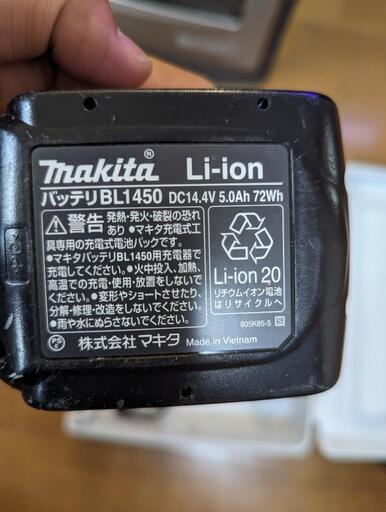 makita® Li-ion
バッテリBL1450 DC14.4V 5.0Ah 72Wh
警告 発熱・発火・破裂の恐れ
あり ●マキタ充電式工
具専用の充電式電池パックです。
●マキタバッテリBL1450用充電器で
充電してください。●火中投入、加熱、
高温での充電・使用・放置をしない
でください。●変形やショートさせたり、
分解・修理・改造をしないでください。
●雨や水にぬらさないでください。
Li-ion 20
リチウムイオン電池
はリサイクルへ
805K85-5 S
PS 株式会社 マキタ Made in Vietnam